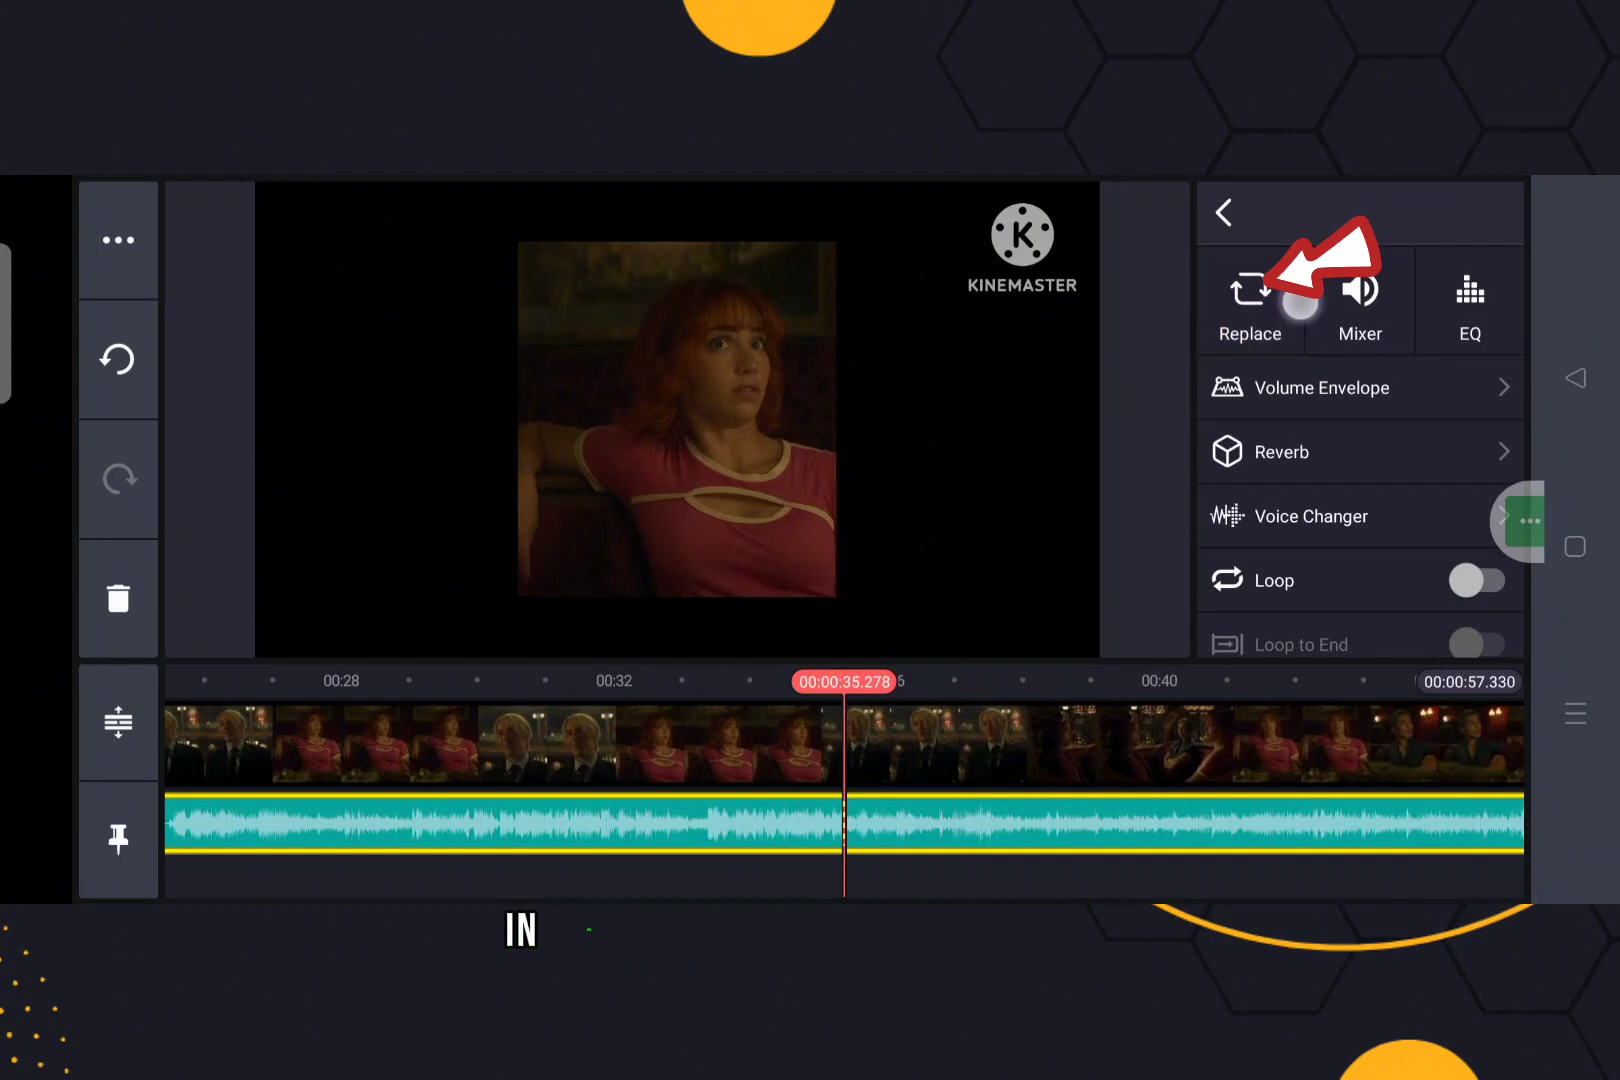 K
KINEMASTER
Replace
Mixer
EQ
Volume Envelope
Reverb
Voice Changer
Loop
Loop to End
00:28
00:32
00:00:35.278
6
00:40
00:00:57.330
IN